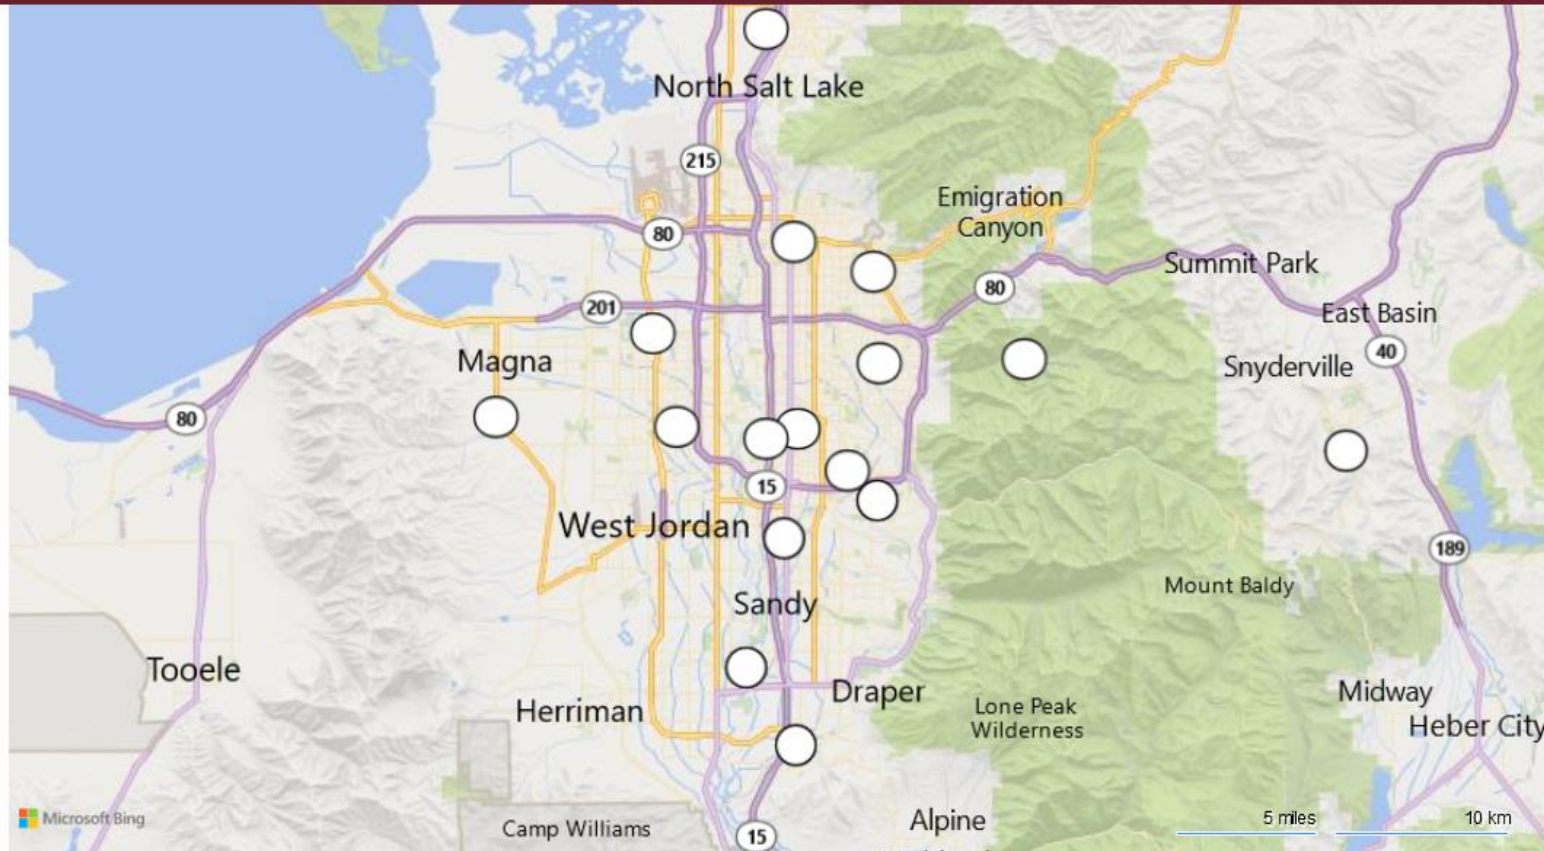 North Salt Lake
215
Emigration
Canyon
80
Summit Park
80
201
East Basin
Magna
40
Snyderville
80
15
West Jordan
189
Mount Baldy
Sandy
Tooele
Draper
Midway
Herriman
Lone Peak
Wilderness
Heber City
Microsoft Bing
5 miles
10 km
Alpine
Camp Williams
15